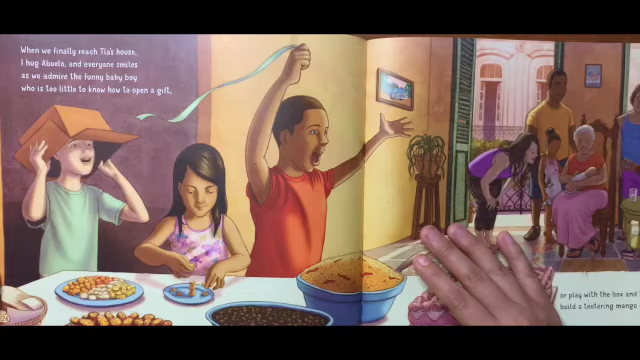 When we finally reach Tía's house,
I hug Abuelo, and everyone smiles
as we admire the funny baby boy
who is too little to know how to open a gift,
or play with the box and
build a teetering mango